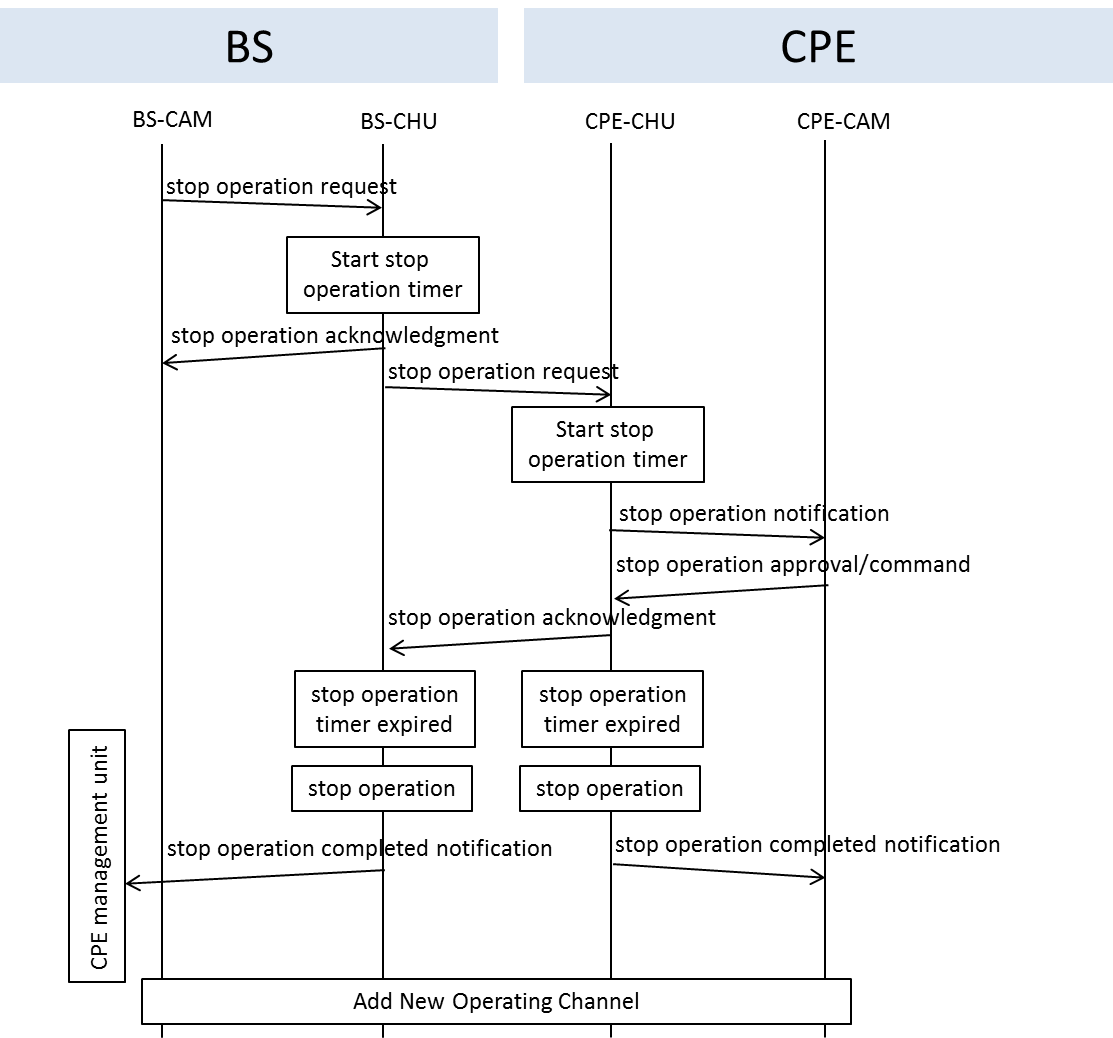 BS
CPE
BS-CAM
BS-CHU
CPE-CHU
CPE-CAM
stop operation request
Start stop
operation timer
stop operation acknowledgment
stop operation request
Start stop
operation timer
stop operation notification
stop operation approval/command
stop operation acknowledgment
stop operation
timer expired
stop operation
timer expired
stop operation
stop operation
CPE management unit
stop operation completed notification
stop operation completed notification
Add New Operating Channel